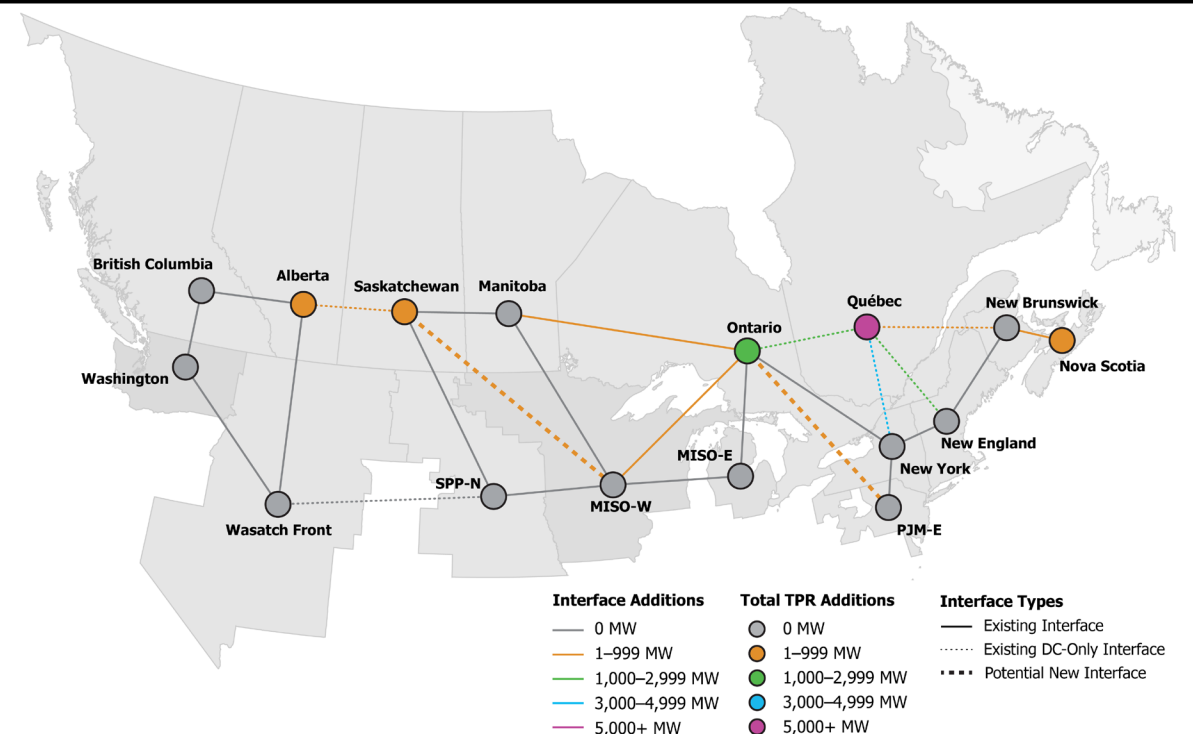 British Columbia
Alberta
Saskatchewan
Manitoba
Québec
New Brunswick
Ontario
Nova Scotia
Washington
New England
MISO-E
New York
SPP-N
MISO-W
Wasatch Front
PJM-E
Interface Additions
0 MW
1–999 MW
1,000–2,999 MW
3,000–4,999 MW
5,000+ MW
Total TPR Additions
0 MW
1–999 MW
1,000–2,999 MW
3,000–4,999 MW
5,000+ MW
Interface Types
Existing Interface
Existing DC-Only Interface
Potential New Interface